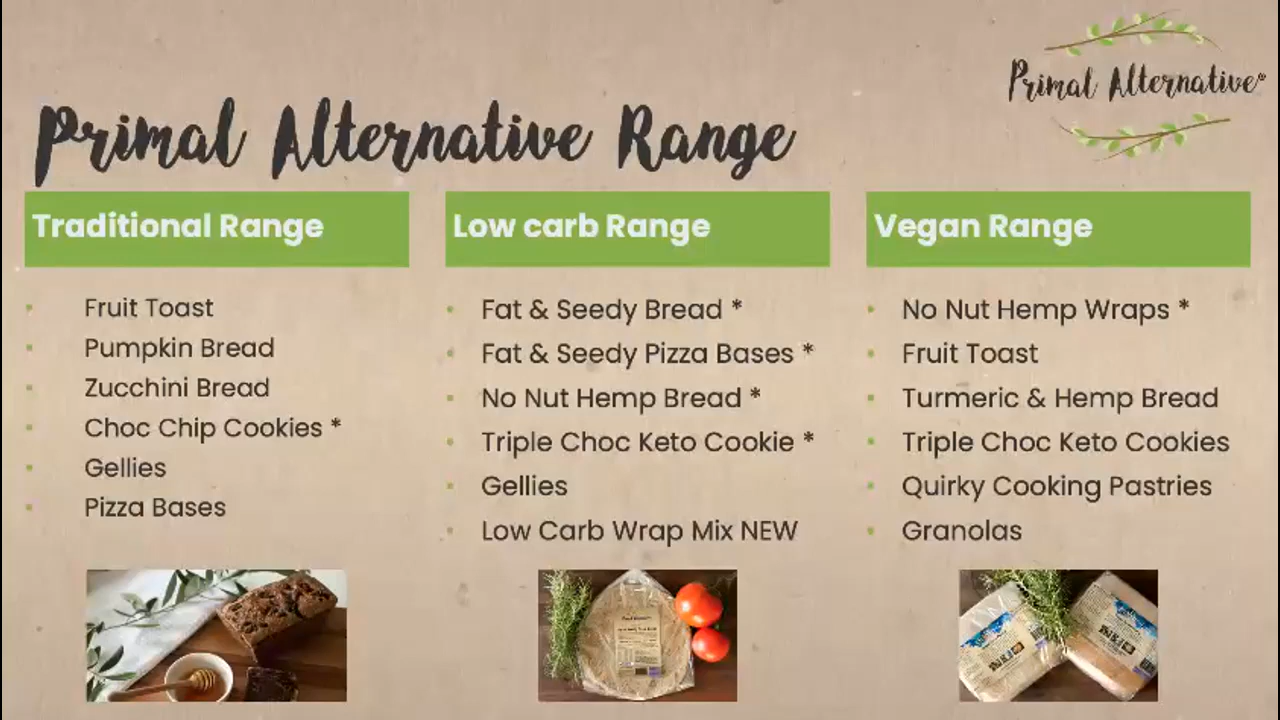 Primal Alternative®
Primal Alternative Range
Traditional Range
Fruit Toast
Pumpkin Bread
Zucchini Bread
Choc Chip Cookies *
Gellies
Pizza Bases
Low carb Range
Fat & Seedy Bread *
Fat & Seedy Pizza Bases *
No Nut Hemp Bread *
Triple Choc Keto Cookie *
Gellies
Low Carb Wrap Mix NEW
Vegan Range
No Nut Hemp Wraps *
Fruit Toast
Turmeric & Hemp Bread
Triple Choc Keto Cookies
Quirky Cooking Pastries
Granolas